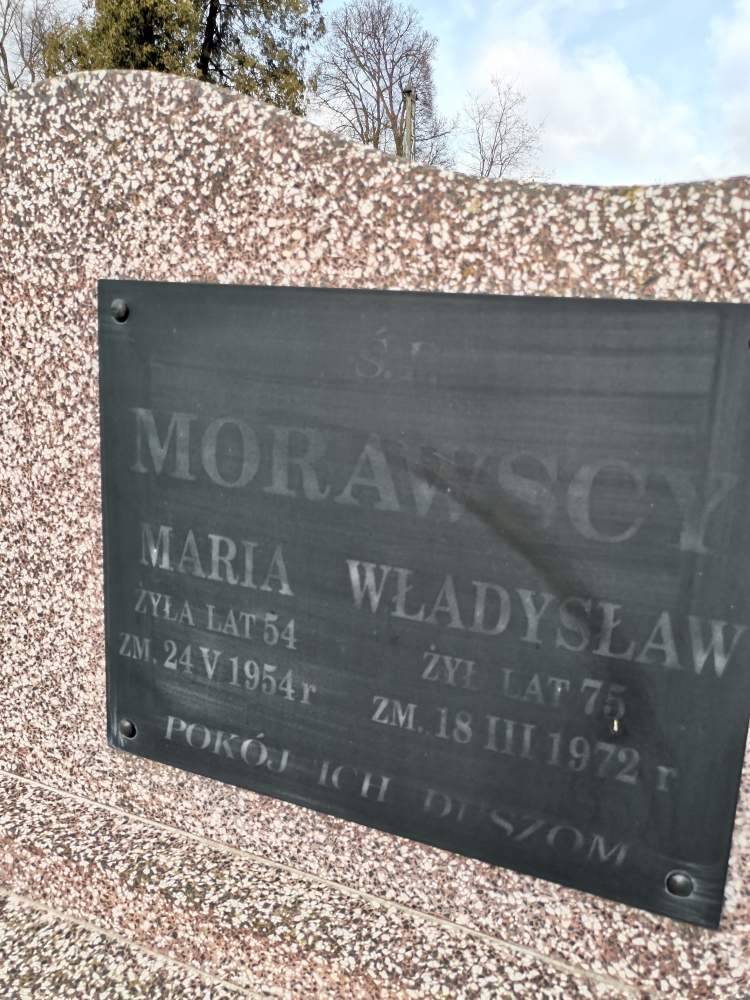 Ś.P.
MORAWSCY
MARIA WŁADYSŁAW
ŻYŁA LAT 54 ŻYŁ LAT 75
ZM. 24 V 1954 r ZM. 18 III 1972 r
POKÓJ ICH DUSZOM